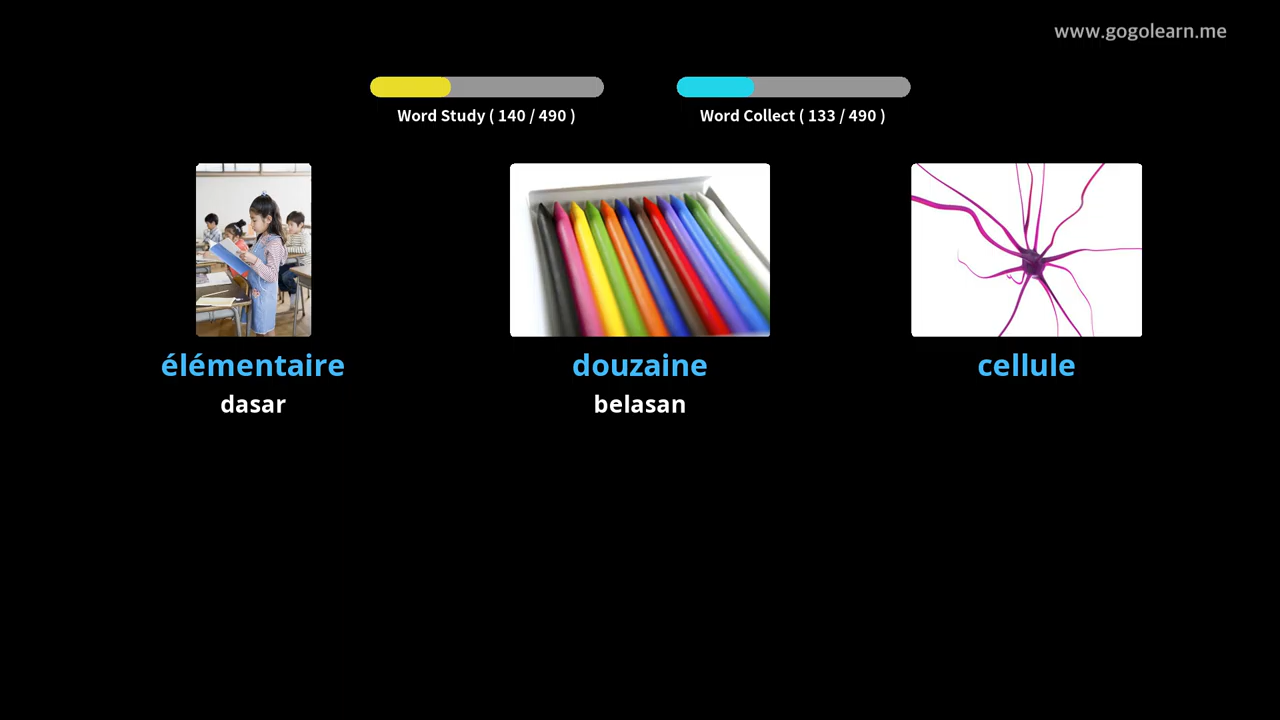 www.gogolearn.me
Word Study ( 140 / 490 )
Word Collect ( 133 / 490 )
élémentaire
dasar
douzaine
belasan
cellule